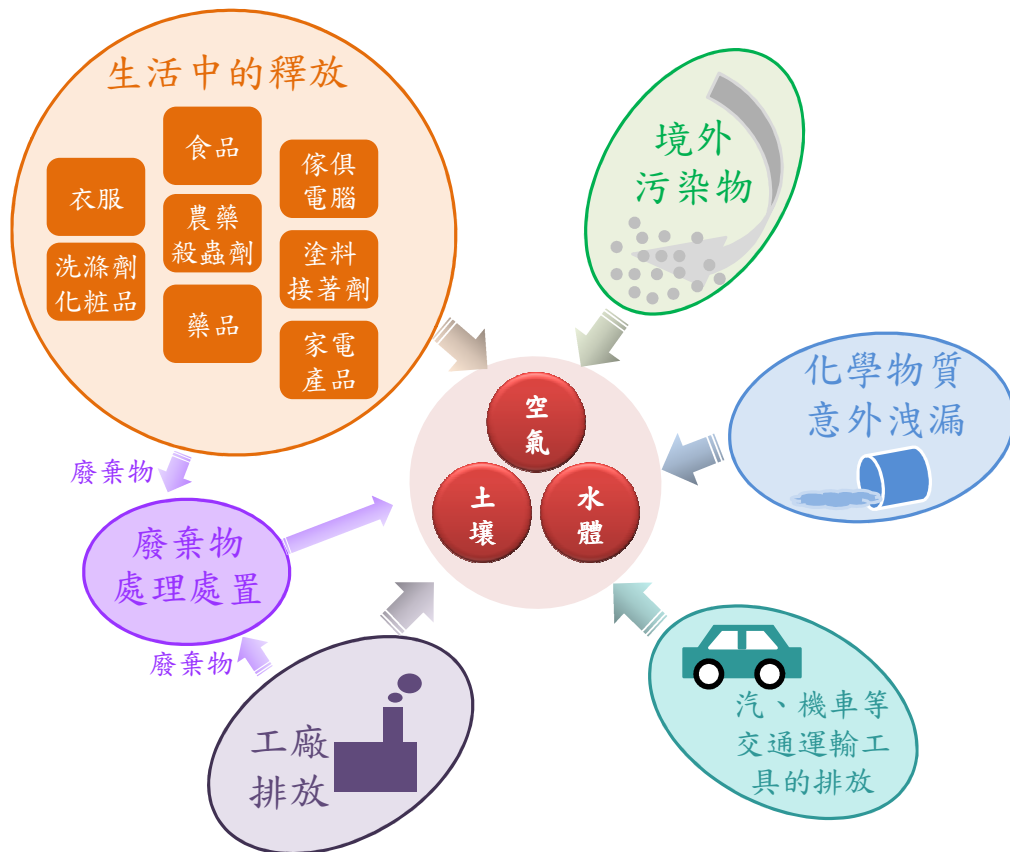 生活中的釋放
食品
衣服
傢俱
電腦
農藥
殺蟲劑
洗滌劑
化粧品
塗料
接著劑
藥品
家電
產品
境外
污染物
化學物質
意外洩漏
空
氣
土
壤
水
體
廢棄物
廢棄物
處理處置
廢棄物
工廠
排放
汽、機車等
交通運輸工
具的排放